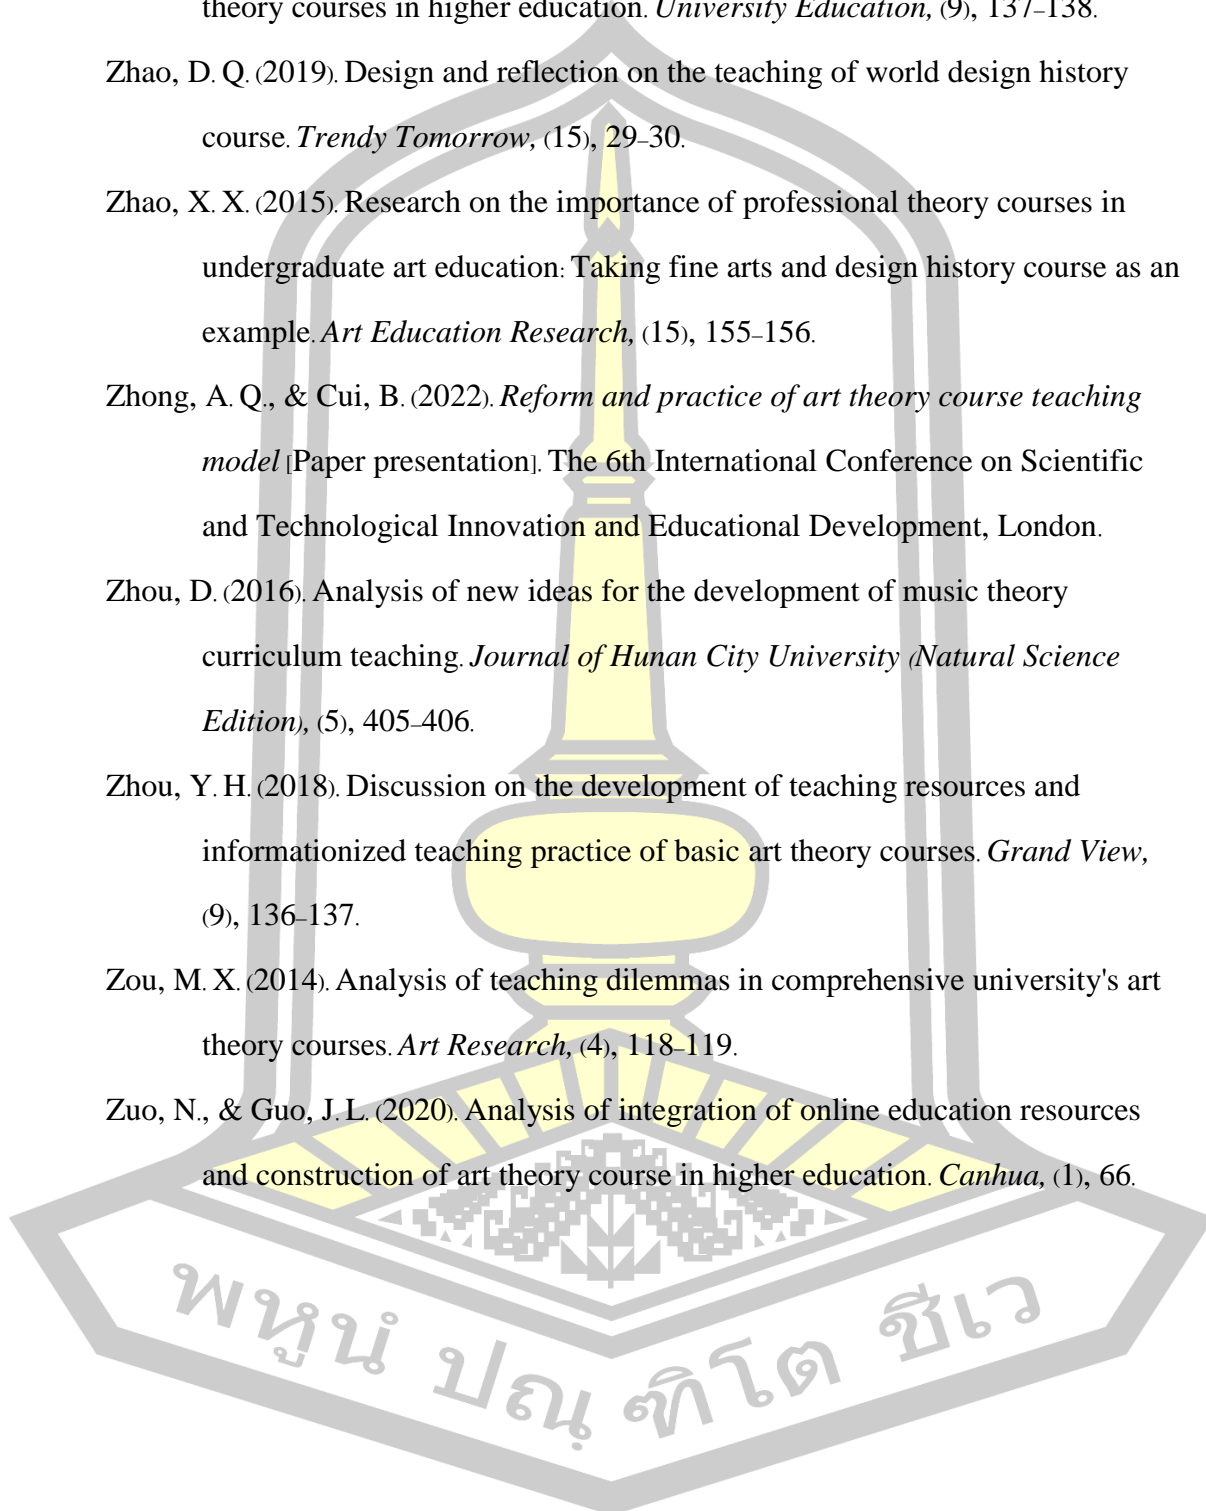 theory courses in higher education. University Education, (9), 137–138.
Zhao, D. Q. (2019). Design and reflection on the teaching of world design history
course. Trendy Tomorrow, (15), 29–30.
Zhao, X. X. (2015). Research on the importance of professional theory courses in
undergraduate art education: Taking fine arts and design history course as an
example. Art Education Research, (15), 155–156.
Zhong, A. Q., & Cui, B. (2022). Reform and practice of art theory course teaching
model [Paper presentation]. The 6th International Conference on Scientific
and Technological Innovation and Educational Development, London.
Zhou, D. (2016). Analysis of new ideas for the development of music theory
curriculum teaching. Journal of Hunan City University (Natural Science
Edition), (5), 405–406.
Zhou, Y. H. (2018). Discussion on the development of teaching resources and
informationized teaching practice of basic art theory courses. Grand View,
(9), 136–137.
Zou, M. X. (2014). Analysis of teaching dilemmas in comprehensive university's art
theory courses. Art Research, (4), 118–119.
Zuo, N., & Guo, J. L. (2020). Analysis of integration of online education resources
and construction of art theory course in higher education. Canhua, (1), 66.
พหูนํ ปณฺฑิโต ชีเว